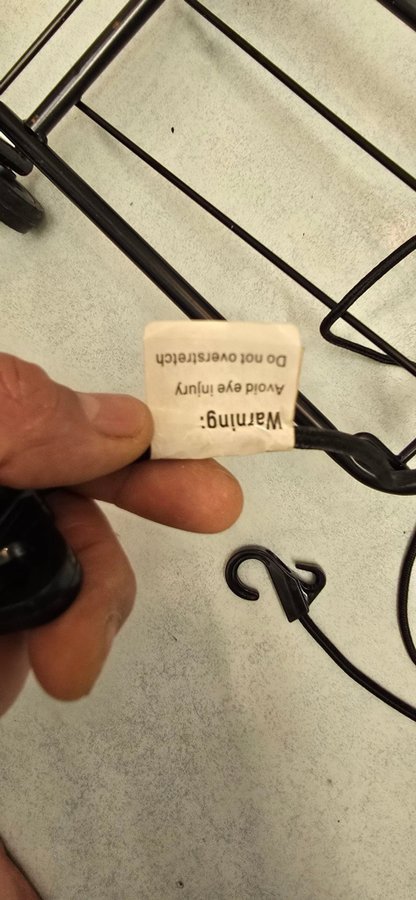 Warning:
Avoid eye injury
Do not overstretch